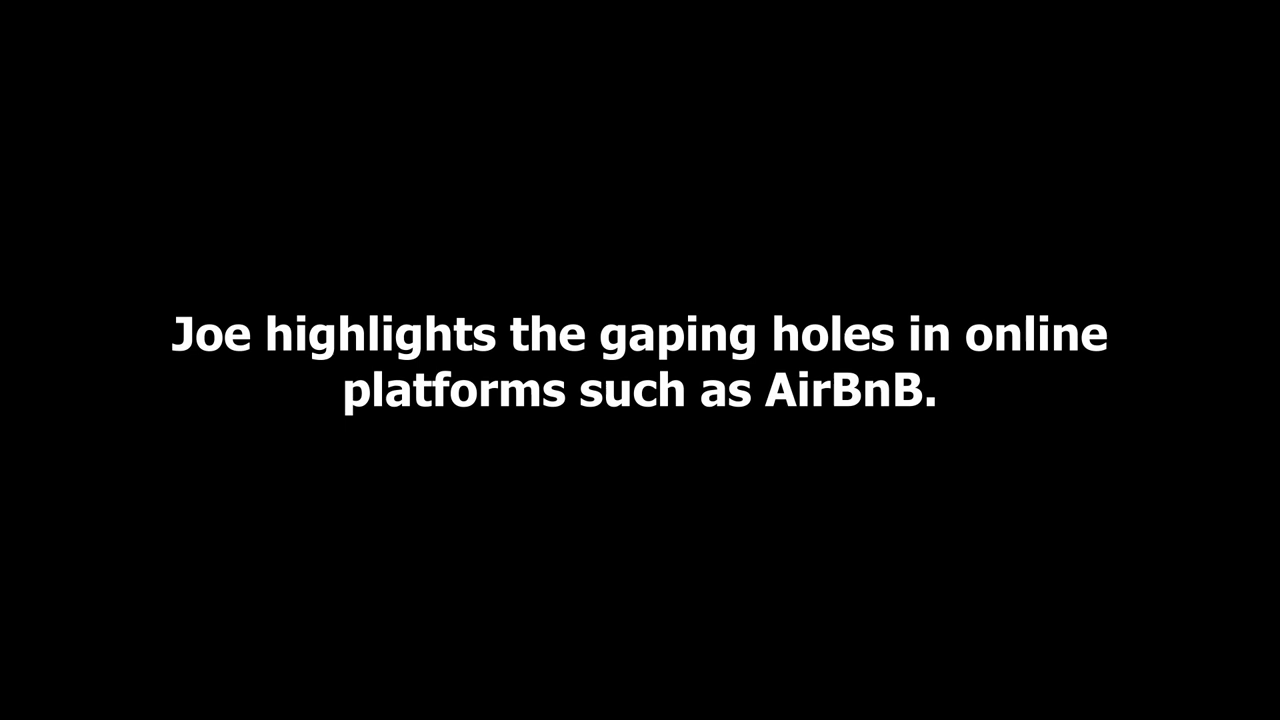 Joe highlights the gaping holes in online
platforms such as AirBnB.